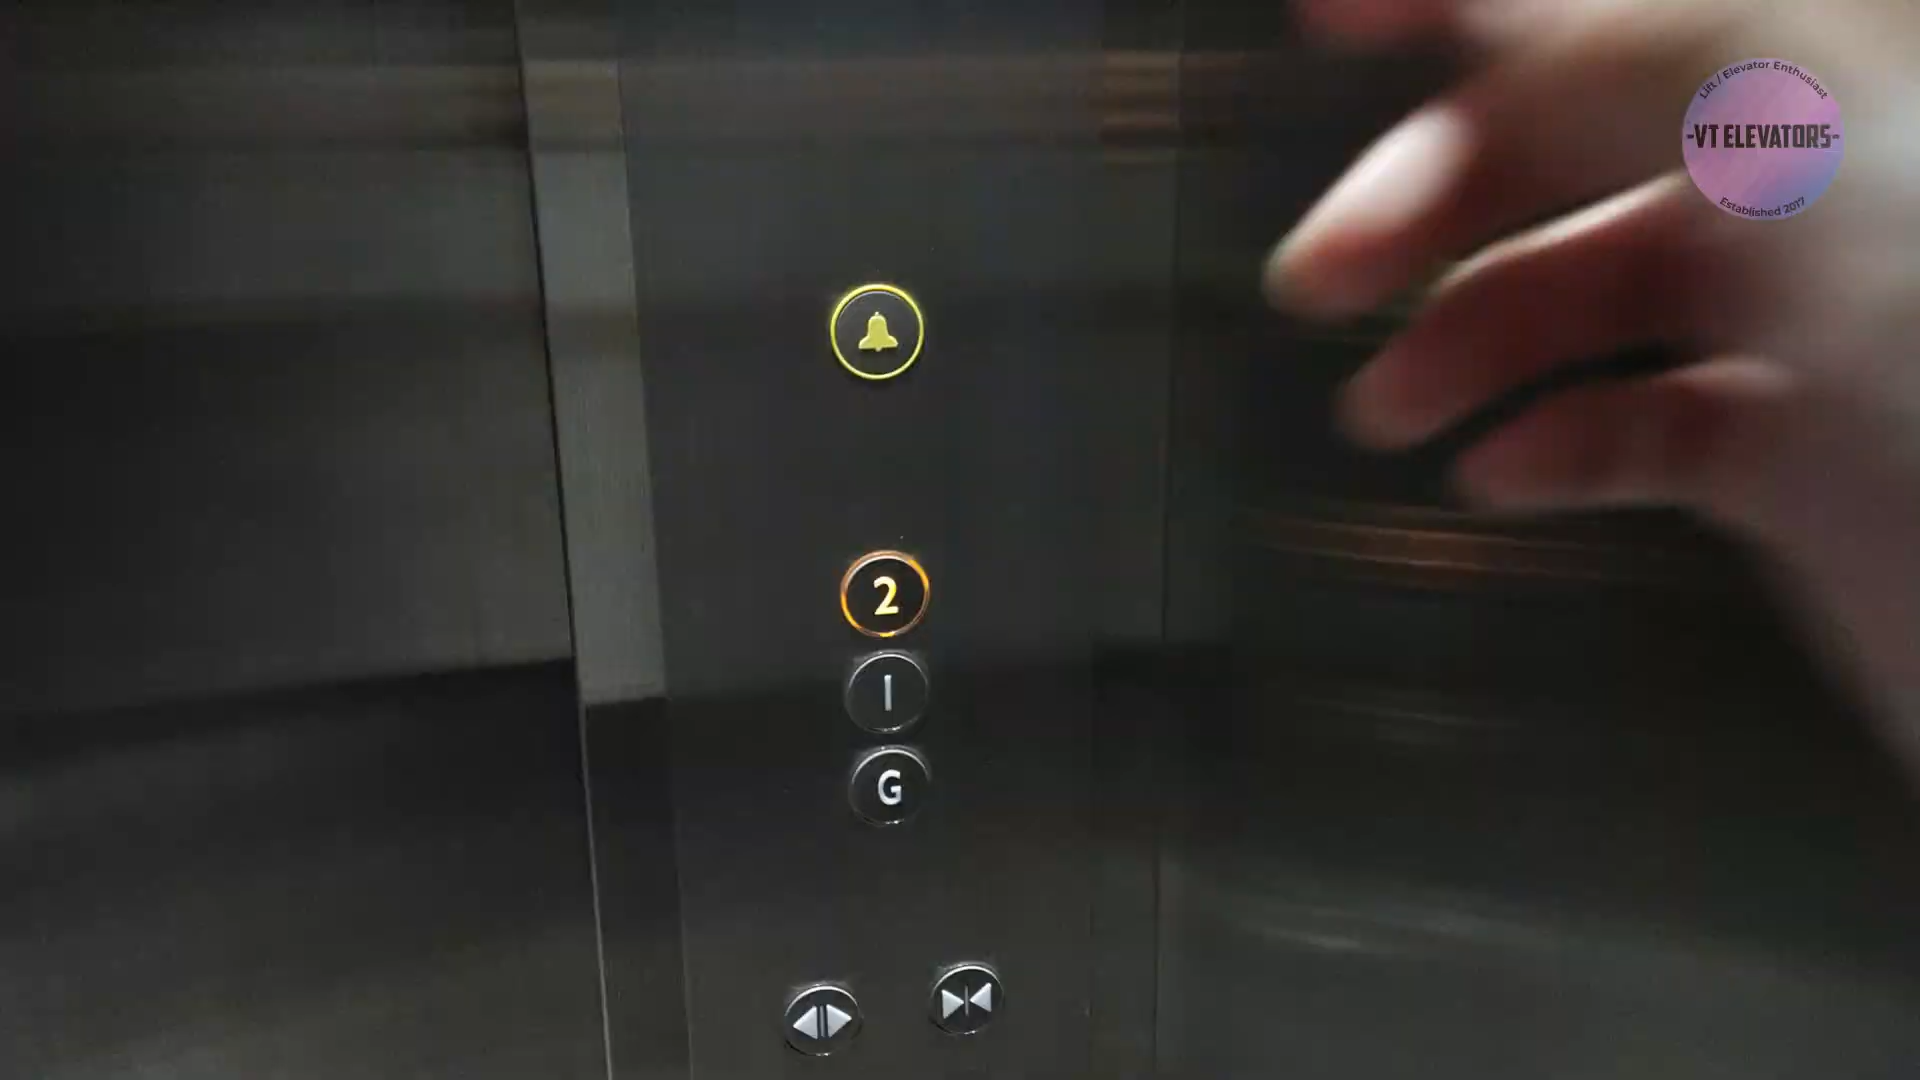 Lift / Elevator Enthusiast
-VT ELEVATORS-
Established 2017
2
1
G